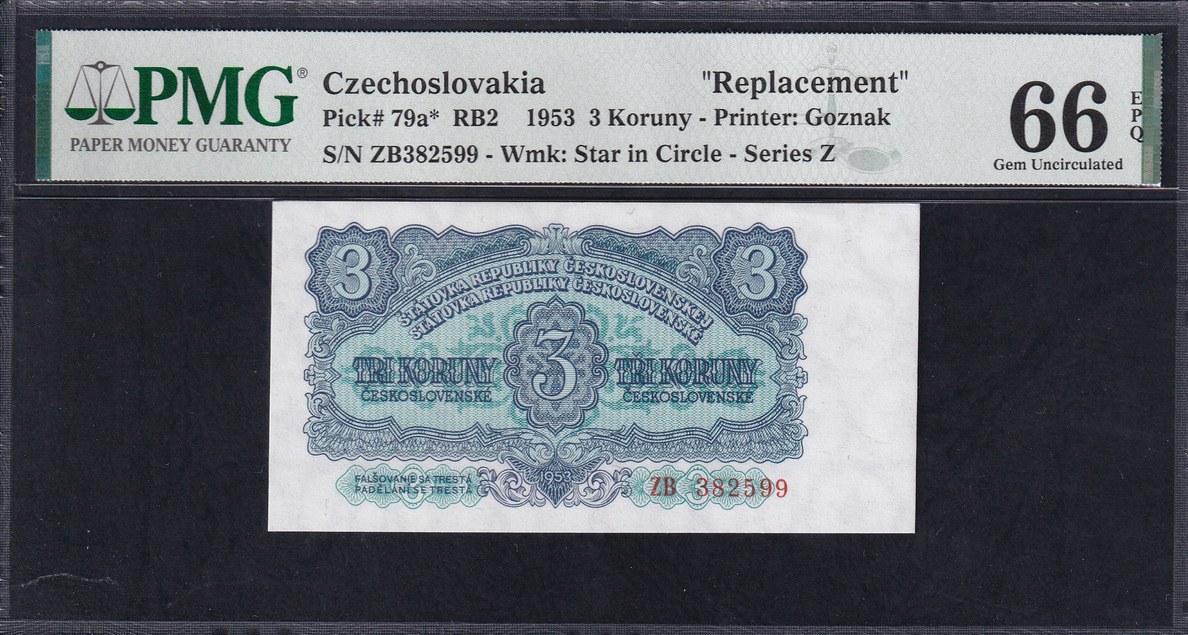 PMG®
PAPER MONEY GUARANTY
Czechoslovakia "Replacement"
Pick# 79a* RB2 1953 3 Koruny - Printer: Goznak
S/N ZB382599 - Wmk: Star in Circle - Series Z
66 EPQ
Gem Uncirculated
3 3
ŠTÁTOVKA REPUBLIKY ČESKOSLOVENSKEJ
STÁTOVKA REPUBLIKY ČESKOSLOVENSKÉ
3
TRI KORUNY TŘI KORUNY
ČESKOSLOVENSKÉ ČESKOSLOVENSKÉ
FALŠOVANIE SA TRESTÁ
PADĚLÁNÍ SE TRESTÁ
1953
ZB 382599